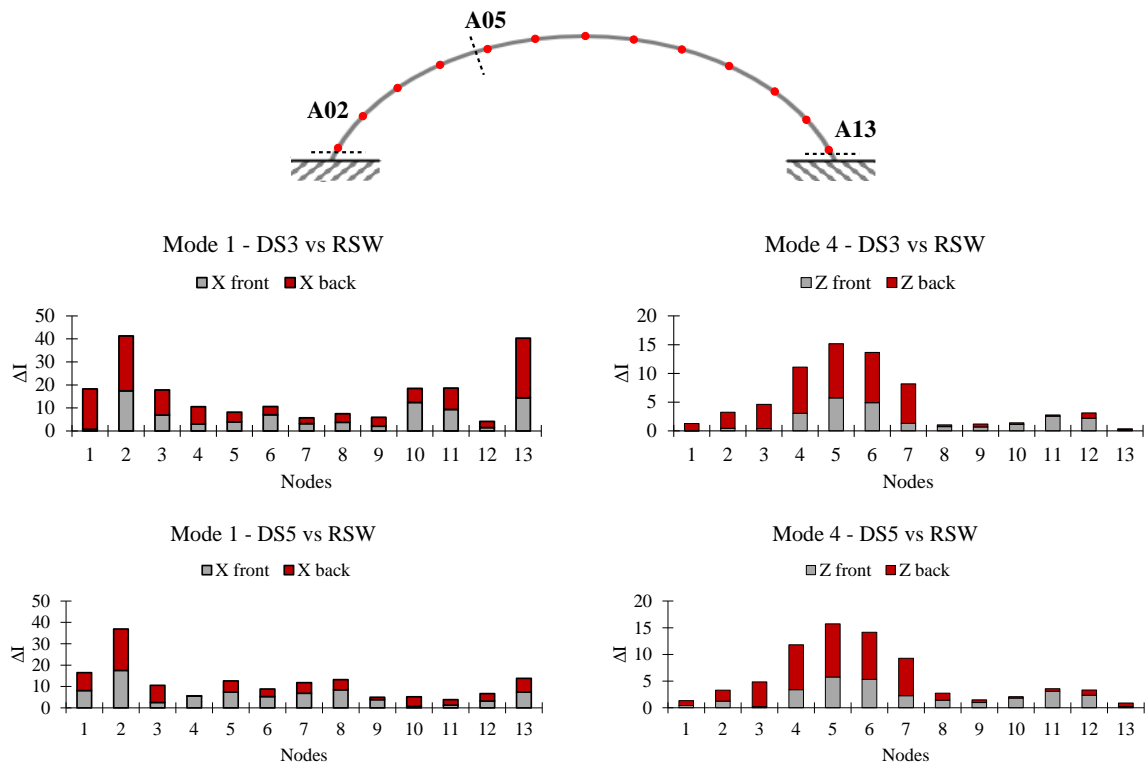 A05
A02
A13
Mode 1 - DS3 vs RSW
X front X back
50
40
30
20
10
0
ΔI
1 2 3 4 5 6 7 8 9 10 11 12 13
Nodes
Mode 4 - DS3 vs RSW
Z front Z back
20
15
10
5
0
ΔI
1 2 3 4 5 6 7 8 9 10 11 12 13
Nodes
Mode 1 - DS5 vs RSW
X front X back
50
40
30
20
10
0
ΔI
1 2 3 4 5 6 7 8 9 10 11 12 13
Nodes
Mode 4 - DS5 vs RSW
Z front Z back
20
15
10
5
0
ΔI
1 2 3 4 5 6 7 8 9 10 11 12 13
Nodes